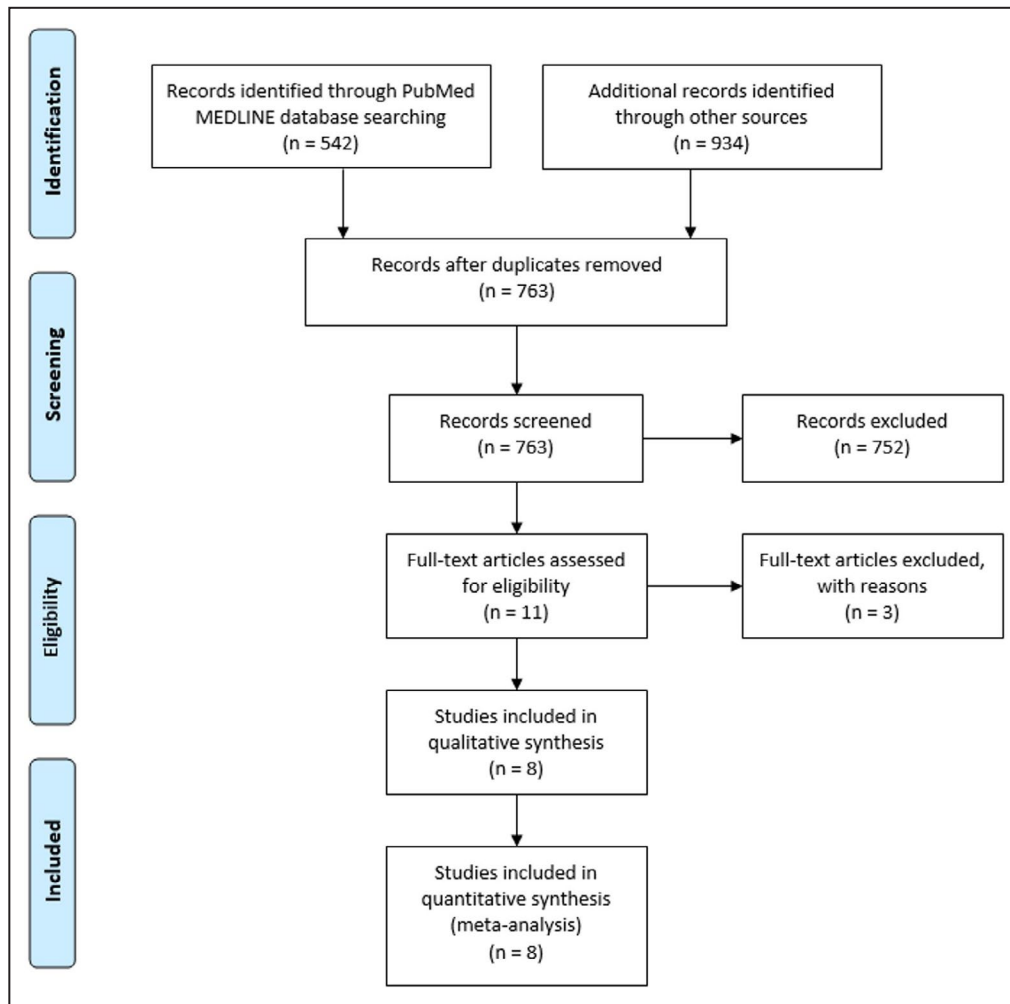 Identification
Records identified through PubMed
MEDLINE database searching
(n = 542)
Additional records identified
through other sources
(n = 934)
Records after duplicates removed
(n = 763)
Screening
Records screened
(n = 763)
Records excluded
(n = 752)
Eligibility
Full-text articles assessed
for eligibility
(n = 11)
Full-text articles excluded,
with reasons
(n = 3)
Studies included in
qualitative synthesis
(n = 8)
Included
Studies included in
quantitative synthesis
(meta-analysis)
(n = 8)